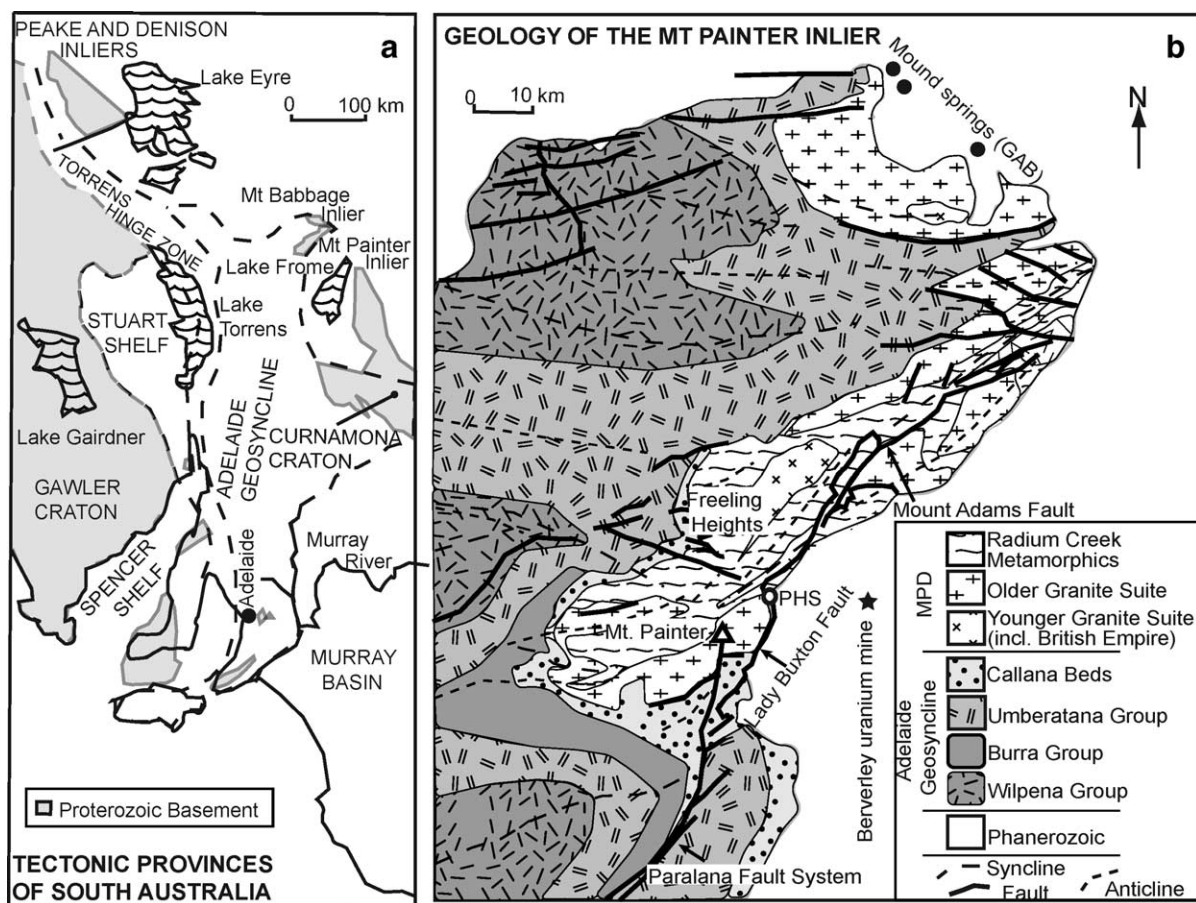 PEAKE AND DENISON
INLIERS
a
Lake Eyre
0 100 km
TORRENS
HINGE ZONE
Mt Babbage
Inlier
Mt Painter
Inlier
Lake Frome
Lake
Torrens
STUART
SHELF
Lake Gairdner
ADELAIDE
GEOSYNCLINE
CURNAMONA
CRATON
GAWLER
CRATON
SPENCER
SHELF
Adelaide
Murray
River
MURRAY
BASIN
Proterozoic Basement
TECTONIC PROVINCES
OF SOUTH AUSTRALIA
GEOLOGY OF THE MT PAINTER INLIER
b
0 10 km
Mound springs (GAB)
N
Freeling
Heights
Mount Adams Fault
PHS
Mt. Painter
Lady Buxton Fault
Berverley uranium mine
Paralana Fault System
MPD
Radium Creek
Metamorphics
Older Granite Suite
Younger Granite Suite
(incl. British Empire)
Adelaide
Geosyncline
Callana Beds
Umberatana Group
Burra Group
Wilpena Group
Phanerozoic
Syncline
Fault
Anticline